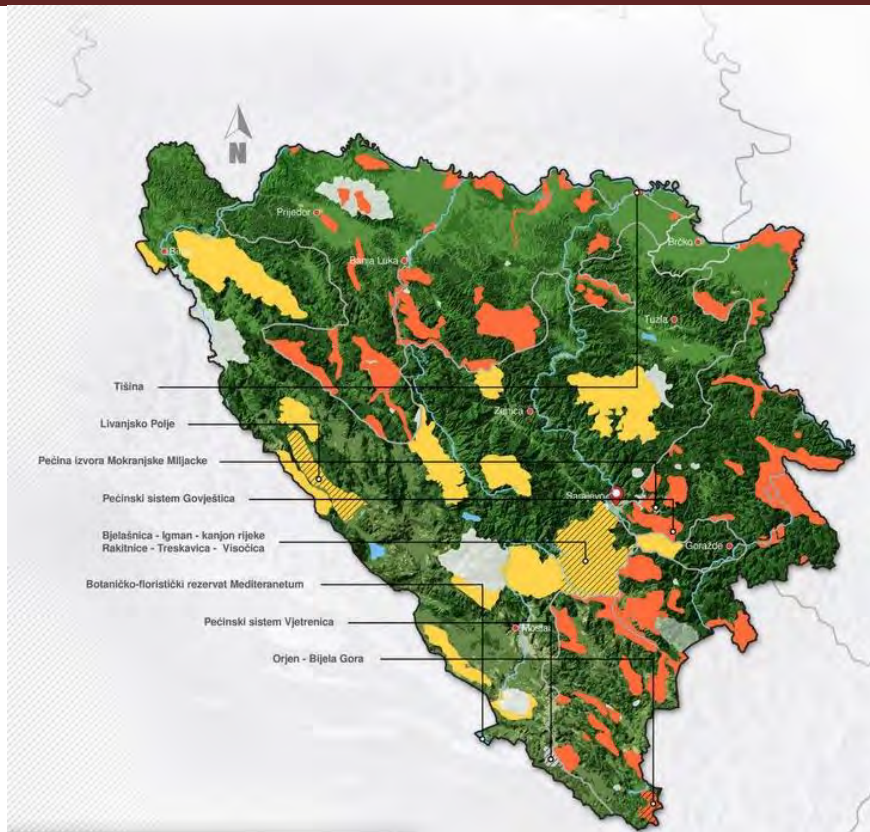 N
Prijedor
Brčko
Banja Luka
Tuzla
Tišina
Zenica
Livanjsko Polje
Pećina izvora Mokranjske Miljacke
Pećinski sistem Govještica
Sarajevo
Bjelašnica - Igman - kanjon rijeke
Rakitnice - Treskavica - Visočica
Goražde
Botaničko-floristički rezervat Mediteranetum
Pećinski sistem Vjetrenica
Mostar
Orjen - Bijela Gora